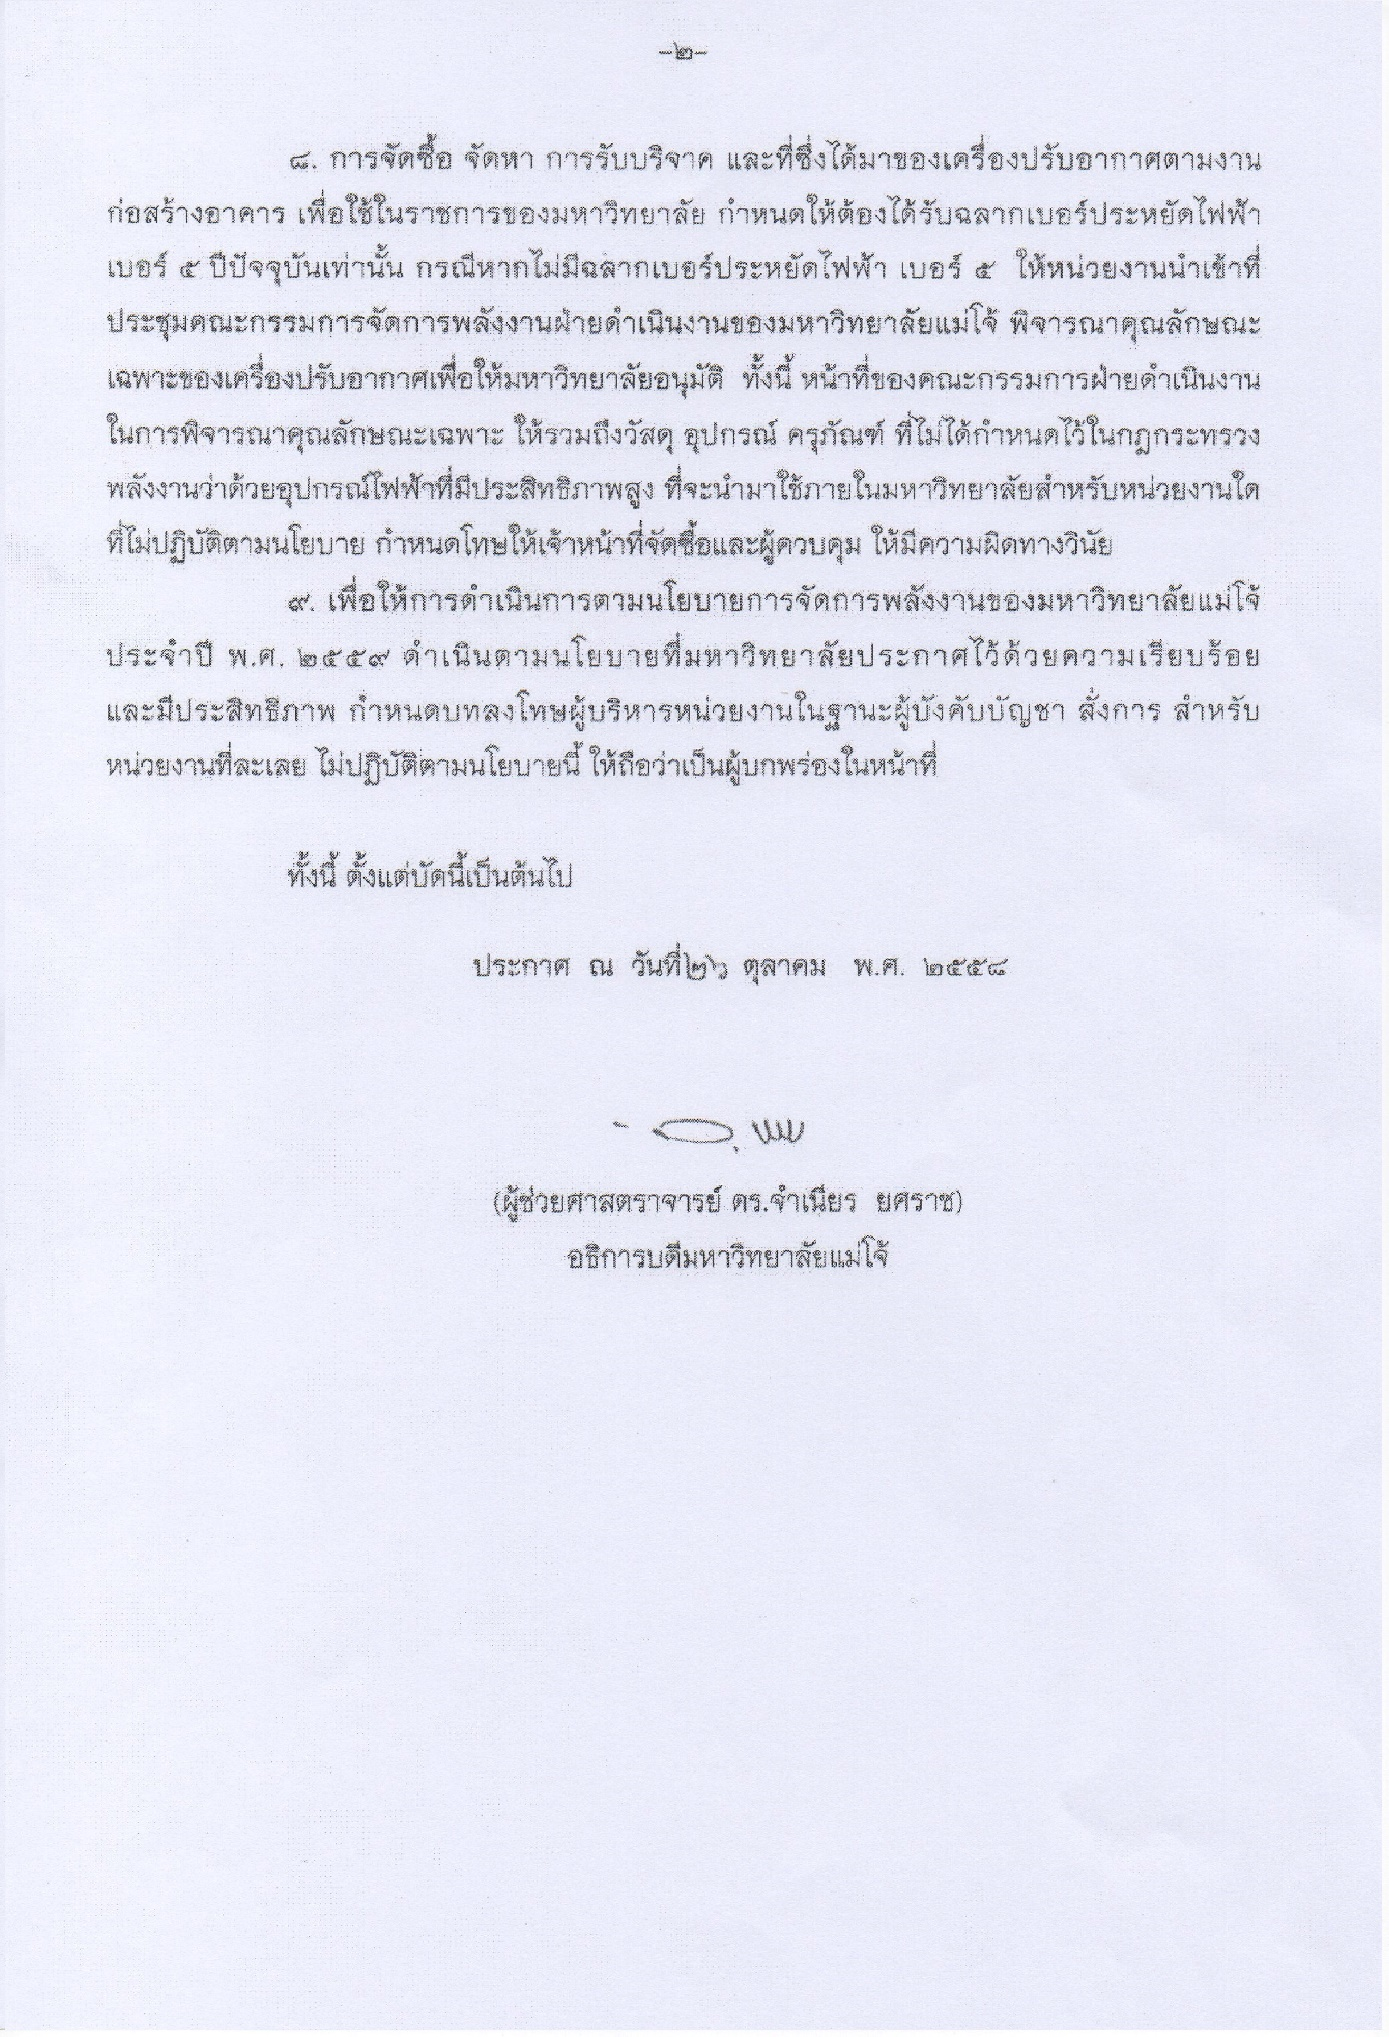 -๒-
๘. การจัดซื้อ จัดหา การรับบริจาค และที่ซึ่งได้มาของเครื่องปรับอากาศตามงาน
ก่อสร้างอาคาร เพื่อใช้ในราชการของมหาวิทยาลัย กำหนดให้ต้องได้รับฉลากเบอร์ประหยัดไฟฟ้า
เบอร์ ๕ ปีปัจจุบันเท่านั้น กรณีหากไม่มีฉลากเบอร์ประหยัดไฟฟ้า เบอร์ ๕ ให้หน่วยงานนำเข้าที่
ประชุมคณะกรรมการจัดการพลังงานฝ่ายดำเนินงานของมหาวิทยาลัยแม่โจ้ พิจารณาคุณลักษณะ
เฉพาะของเครื่องปรับอากาศเพื่อให้มหาวิทยาลัยอนุมัติ ทั้งนี้ หน้าที่ของคณะกรรมการฝ่ายดำเนินงาน
ในการพิจารณาคุณลักษณะเฉพาะ ให้รวมถึงวัสดุ อุปกรณ์ ครุภัณฑ์ ที่ไม่ได้กำหนดไว้ในกฎกระทรวง
พลังงานว่าด้วยอุปกรณ์ไฟฟ้าที่มีประสิทธิภาพสูง ที่จะนำมาใช้ภายในมหาวิทยาลัยสำหรับหน่วยงานใด
ที่ไม่ปฏิบัติตามนโยบาย กำหนดโทษให้เจ้าหน้าที่จัดซื้อและผู้ควบคุม ให้มีความผิดทางวินัย
๙. เพื่อให้การดำเนินการตามนโยบายการจัดการพลังงานของมหาวิทยาลัยแม่โจ้
ประจำปี พ.ศ. ๒๕๕๙ ดำเนินตามนโยบายที่มหาวิทยาลัยประกาศไว้ด้วยความเรียบร้อย
และมีประสิทธิภาพ กำหนดบทลงโทษผู้บริหารหน่วยงานในฐานะผู้บังคับบัญชา สั่งการ สำหรับ
หน่วยงานที่ละเลย ไม่ปฏิบัติตามนโยบายนี้ ให้ถือว่าเป็นผู้บกพร่องในหน้าที่
ทั้งนี้ ตั้งแต่บัดนี้เป็นต้นไป
ประกาศ ณ วันที่ ๒๖ ตุลาคม พ.ศ. ๒๕๕๘
(ผู้ช่วยศาสตราจารย์ ดร.จำเนียร ยศราช)
อธิการบดีมหาวิทยาลัยแม่โจ้